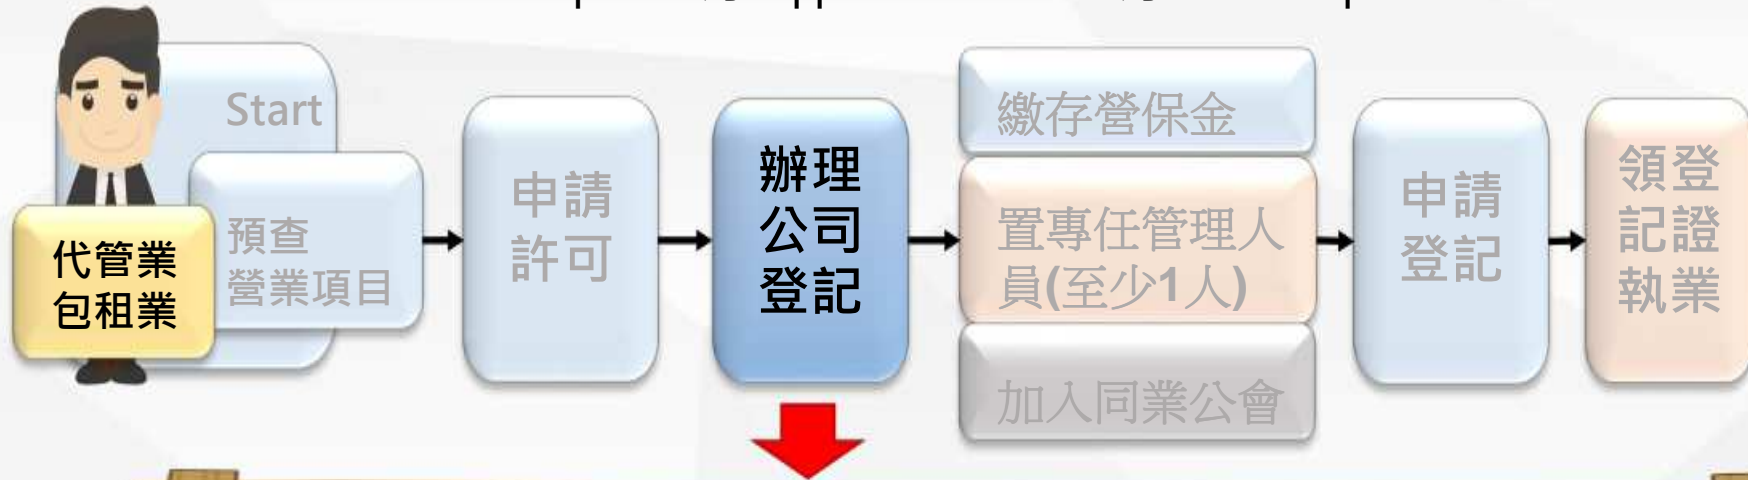 Start
預查
營業項目
代管業
包租業
申請
許可
辦理
公司
登記
繳存營保金
置專任管理人
員(至少1人)
加入同業公會
申請
登記
領登
記證
執業